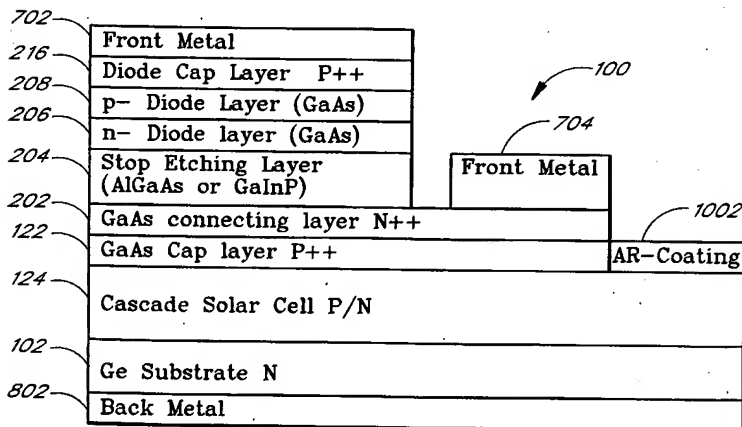 702
Front Metal
216
Diode Cap Layer P++
208
p- Diode Layer (GaAs)
100
206
n- Diode layer (GaAs)
704
204
Stop Etching Layer
(AlGaAs or GaInP)
Front Metal
202
GaAs connecting layer N++
1002
122
GaAs Cap layer P++
AR-Coating
124
Cascade Solar Cell P/N
102
Ge Substrate N
802
Back Metal